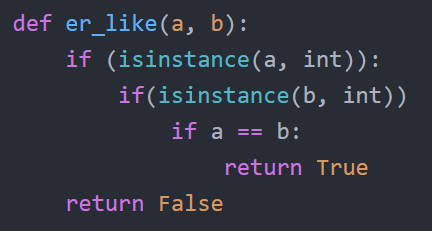 def er_like(a, b):
    if (isinstance(a, int)):
        if(isinstance(b, int))
            if a == b:
                return True
    return False